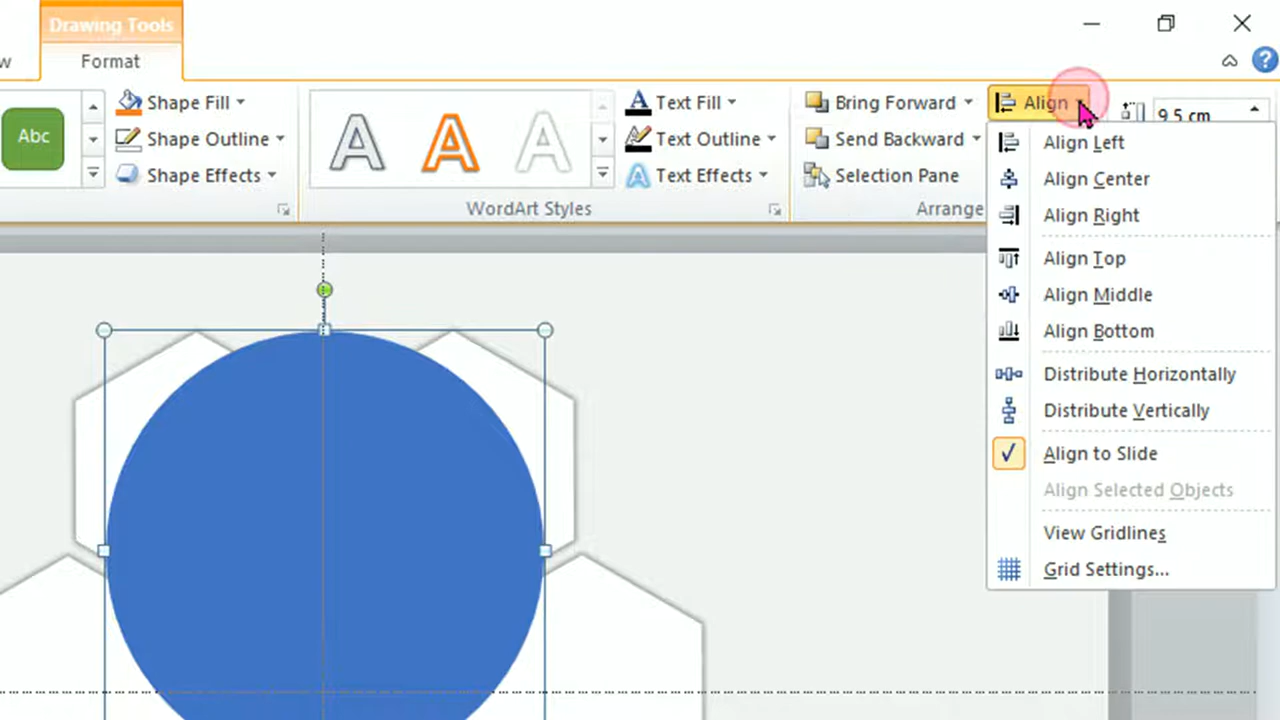 Drawing Tools
w
Format
Abc
Shape Fill
Shape Outline
Shape Effects
A A A
WordArt Styles
A Text Fill
Text Outline
A Text Effects
Bring Forward
Send Backward
Selection Pane
Arrange
Align
9.5 cm
Align Left
Align Center
Align Right
Align Top
Align Middle
Align Bottom
Distribute Horizontally
Distribute Vertically
Align to Slide
Align Selected Objects
View Gridlines
Grid Settings...